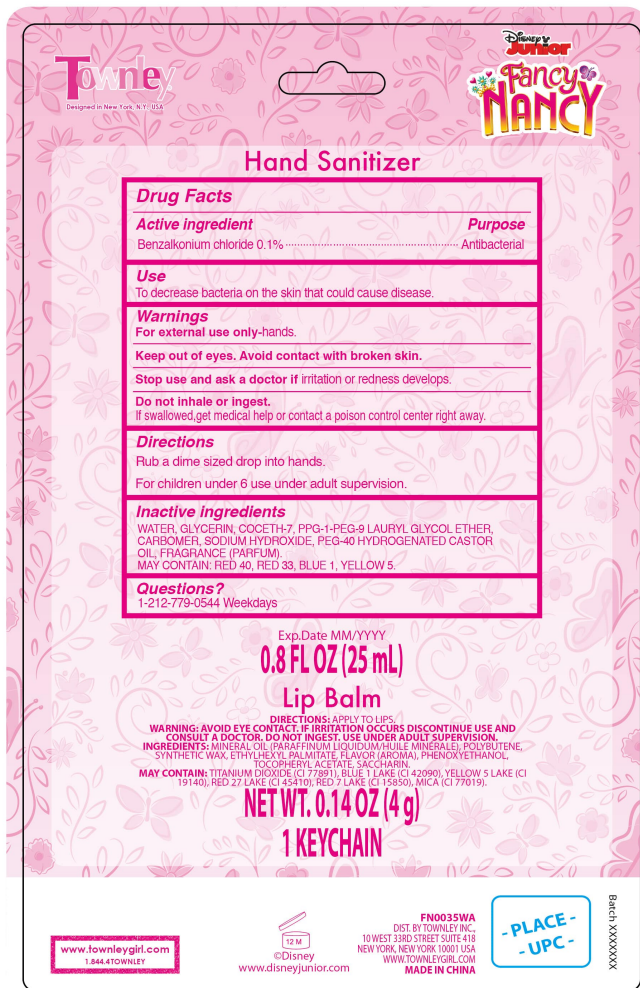 Townley
Designed in New York, N.Y. USA
Disney
Junior
Fancy
NANCY
Hand Sanitizer
Drug Facts
Active ingredient Purpose
Benzalkonium chloride 0.1% Antibacterial
Use
To decrease bacteria on the skin that could cause disease.
Warnings
For external use only-hands.
Keep out of eyes. Avoid contact with broken skin.
Stop use and ask a doctor if irritation or redness develops.
Do not inhale or ingest.
If swallowed,get medical help or contact a poison control center right away.
Directions
Rub a dime sized drop into hands.
For children under 6 use under adult supervision.
Inactive ingredients
WATER, GLYCERIN, COCETH-7, PPG-1-PEG-9 LAURYL GLYCOL ETHER,
CARBOMER, SODIUM HYDROXIDE, PEG-40 HYDROGENATED CASTOR
OIL, FRAGRANCE (PARFUM).
MAY CONTAIN: RED 40, RED 33, BLUE 1, YELLOW 5.
Questions?
1-212-779-0544 Weekdays
Exp.Date MM/YYYY
0.8 FL OZ (25 mL)
Lip Balm
DIRECTIONS: APPLY TO LIPS.
WARNING: AVOID EYE CONTACT. IF IRRITATION OCCURS DISCONTINUE USE AND
CONSULT A DOCTOR. DO NOT INGEST. USE UNDER ADULT SUPERVISION.
INGREDIENTS: MINERAL OIL (PARAFFINUM LIQUIDUM/HUILE MINÉRALE), POLYBUTENE,
SYNTHETIC WAX, ETHYLHEXYL PALMITATE, FLAVOR (AROMA), PHENOXYETHANOL,
TOCOPHERYL ACETATE, SACCHARIN.
MAY CONTAIN: TITANIUM DIOXIDE (CI 77891), BLUE 1 LAKE (CI 42090), YELLOW 5 LAKE (CI
19140), RED 27 LAKE (CI 45410), RED 7 LAKE (CI 15850), MICA (CI 77019).
NET WT. 0.14 OZ (4 g)
1 KEYCHAIN
www.townleygirl.com
1.844.4TOWNLEY
12 M
©Disney
www.disneyjunior.com
FN0035WA
DIST. BY TOWNLEY INC.,
10 WEST 33RD STREET SUITE 418
NEW YORK, NEW YORK 10001 USA
WWW.TOWNLEYGIRL.COM
MADE IN CHINA
- PLACE -
- UPC -
Batch XXXXXXX